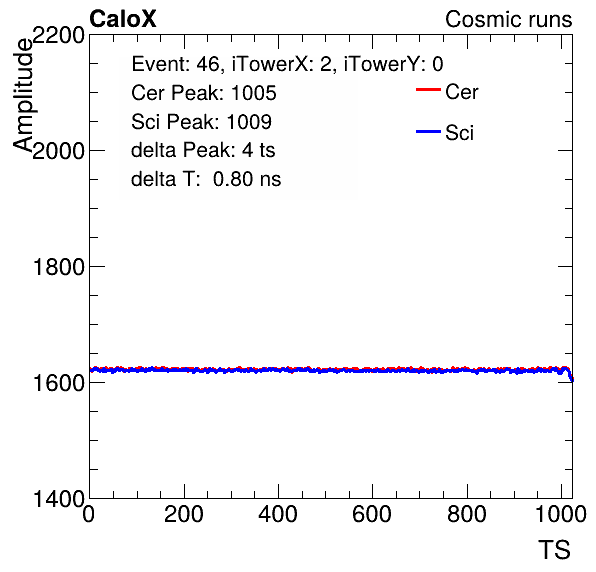 CaloX Cosmic runs
Amplitude
2200
2000
1800
1600
1400
Event: 46, iTowerX: 2, iTowerY: 0
Cer Peak: 1005
Sci Peak: 1009
delta Peak: 4 ts
delta T: 0.80 ns
Cer
Sci
0 200 400 600 800 1000
TS